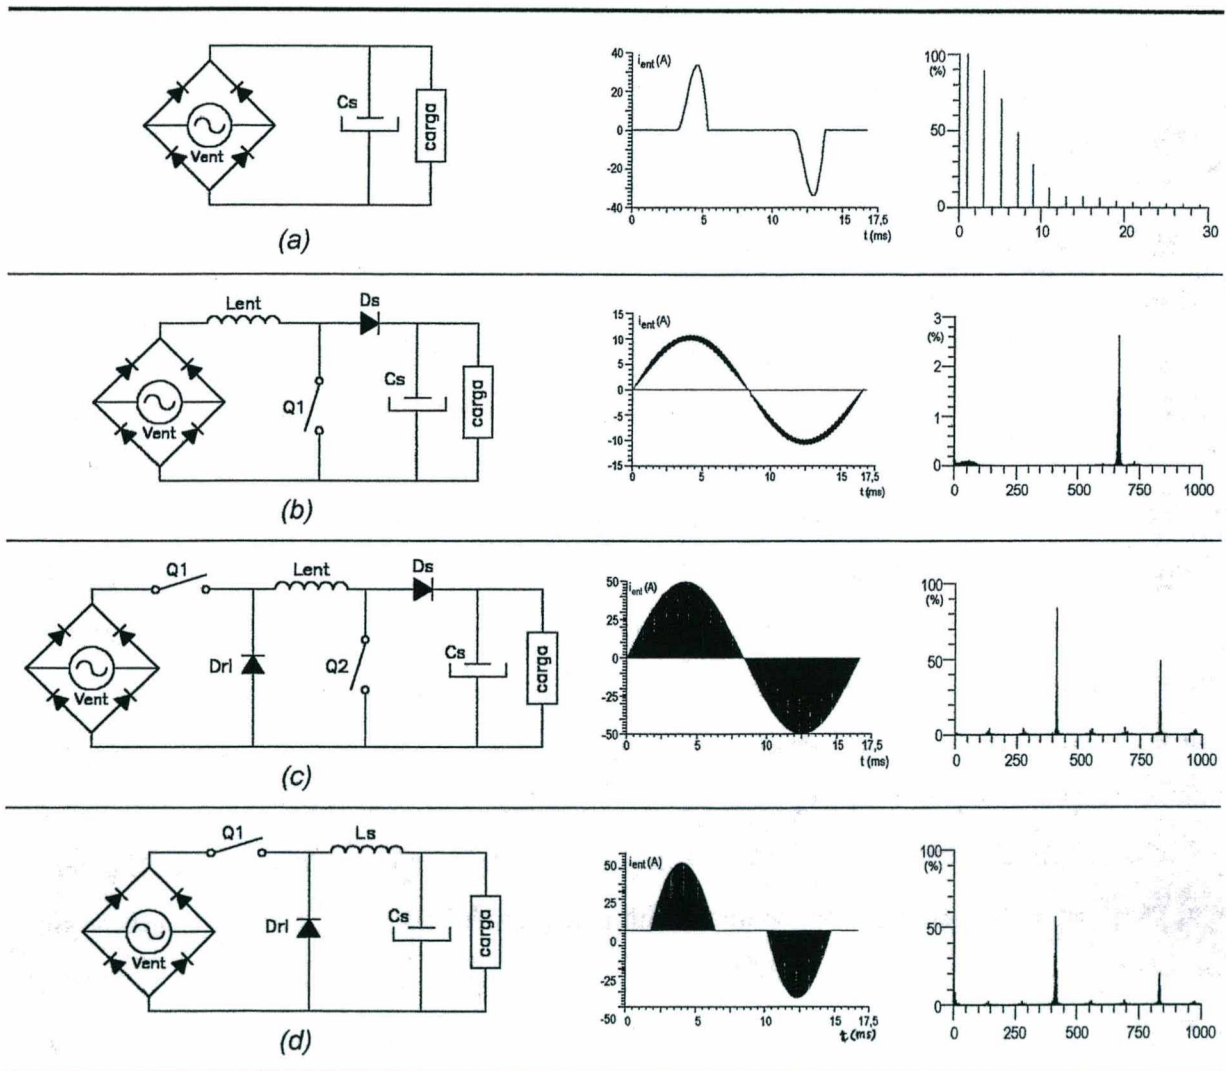 Cs
carga
Vent
(a)
i_ent (A)
40
20
0
-20
-40
0 5 10 15 17,5
t (ms)
100
(%)
50
0
0 10 20 30
Lent
Ds
Q1
Cs
carga
Vent
(b)
i_ent (A)
15
10
5
0
-5
-10
-15
0 5 10 15 17,5
t (ms)
3
(%)
2
1
0
0 250 500 750 1000
Q1
Lent
Ds
Drl
Q2
Cs
carga
Vent
(c)
i_ent (A)
50
25
0
-25
-50
0 5 10 15 17,5
t (ms)
100
(%)
50
0
0 250 500 750 1000
Q1
Ls
Drl
Cs
carga
Vent
(d)
i_ent (A)
50
25
0
-25
-50
0 5 10 15 17,5
t (ms)
100
(%)
50
0
0 250 500 750 1000